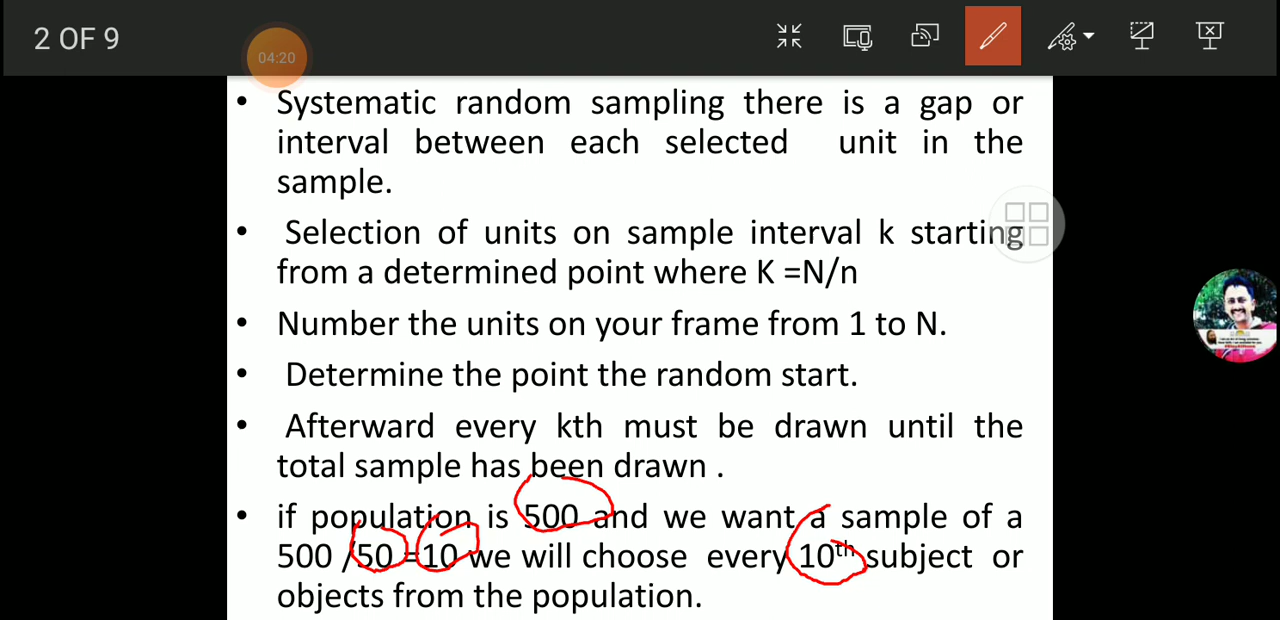 2 OF 9
04:20
• Systematic random sampling there is a gap or
interval between each selected unit in the
sample.
• Selection of units on sample interval k starting
from a determined point where K =N/n
• Number the units on your frame from 1 to N.
• Determine the point the random start.
• Afterward every kth must be drawn until the
total sample has been drawn .
• if population is 500 and we want a sample of a
500 /50 =10 we will choose every 10th subject or
objects from the population.